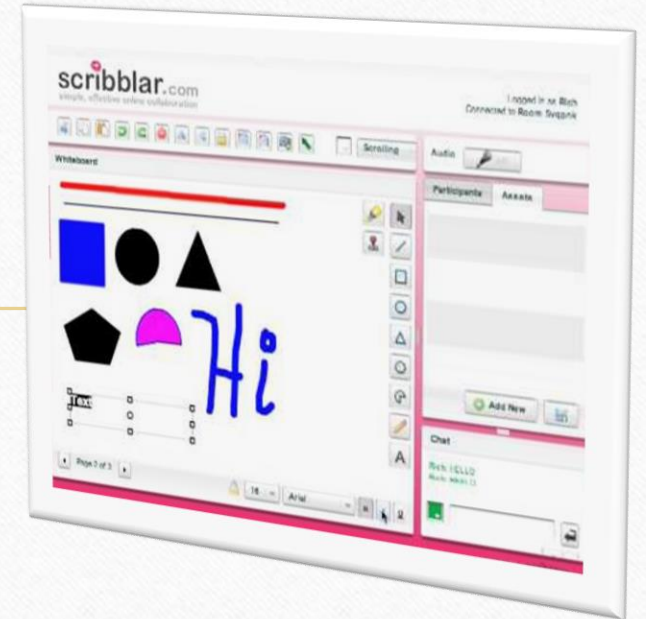 scribblar.com
simple, effective online collaboration
Logged in as Rich
Connected to Room:
Scrolling
Audio
Whiteboard
Participants
Assets
Hi
Text
Add New
Chat
Rich: HELLO
Page 2 of 3
16
Arial